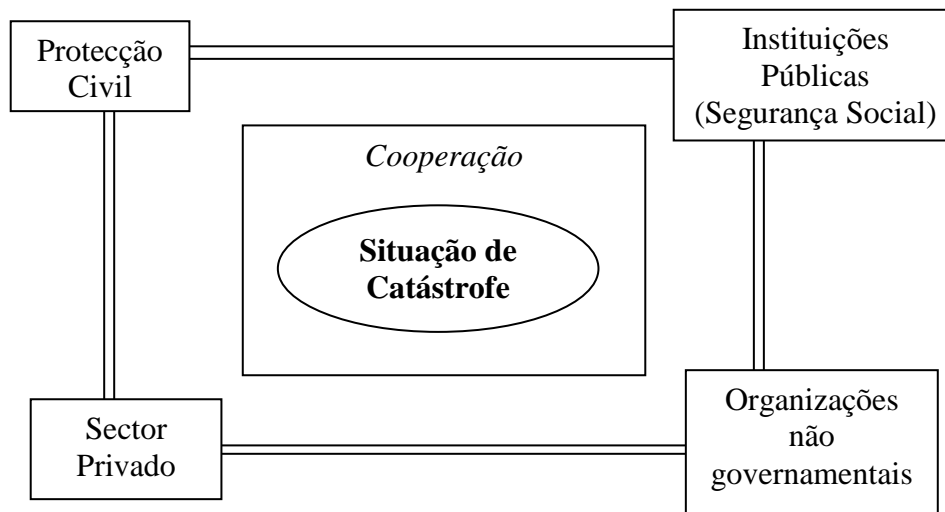 Protecção
Civil
Instituições
Públicas
(Segurança Social)
Cooperação
Situação de
Catástrofe
Sector
Privado
Organizações
não
governamentais